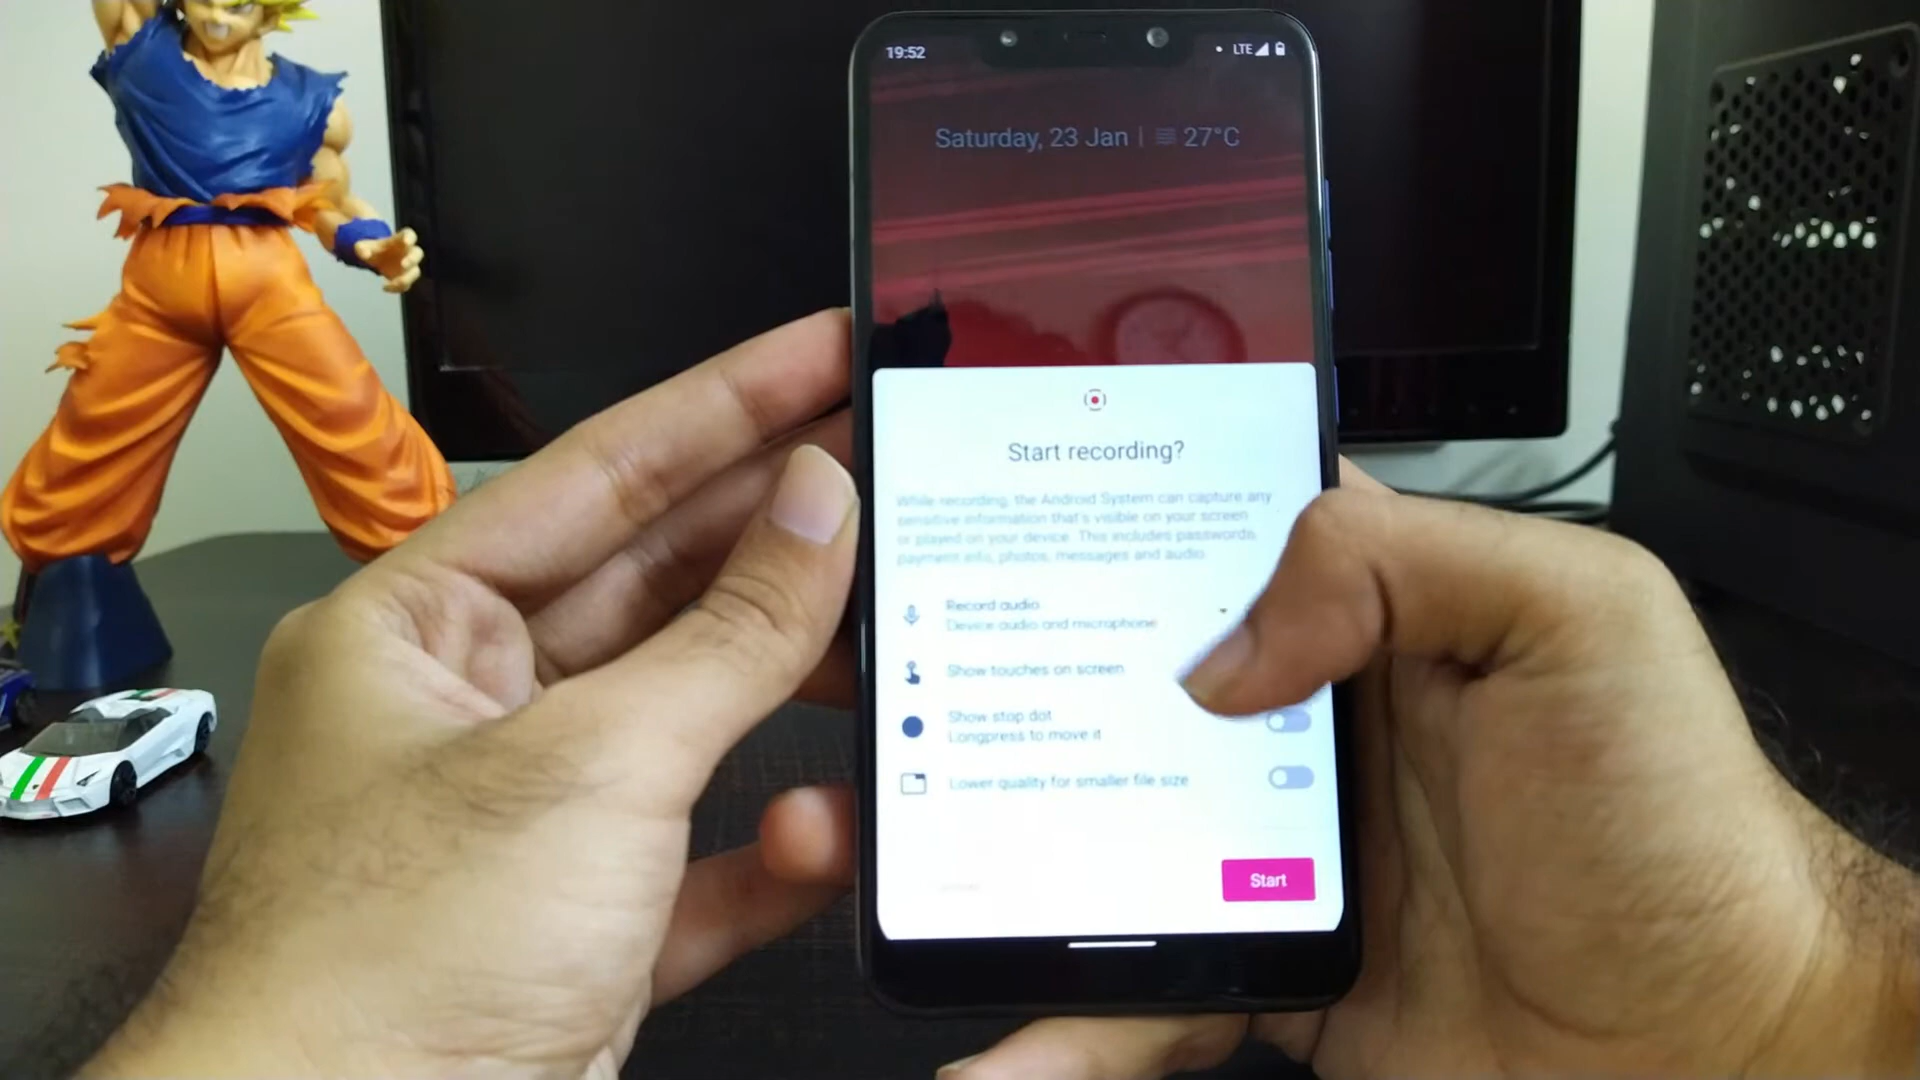 19:52
LTE
Saturday, 23 Jan | 27°C
Start recording?
While recording, the Android System can capture any
sensitive information that's visible on your screen
or played on your device. This includes passwords,
payment info, photos, messages and audio.
Record audio
Device audio and microphone
Show touches on screen
Show stop dot
Longpress to move it
Lower quality for smaller file size
Start